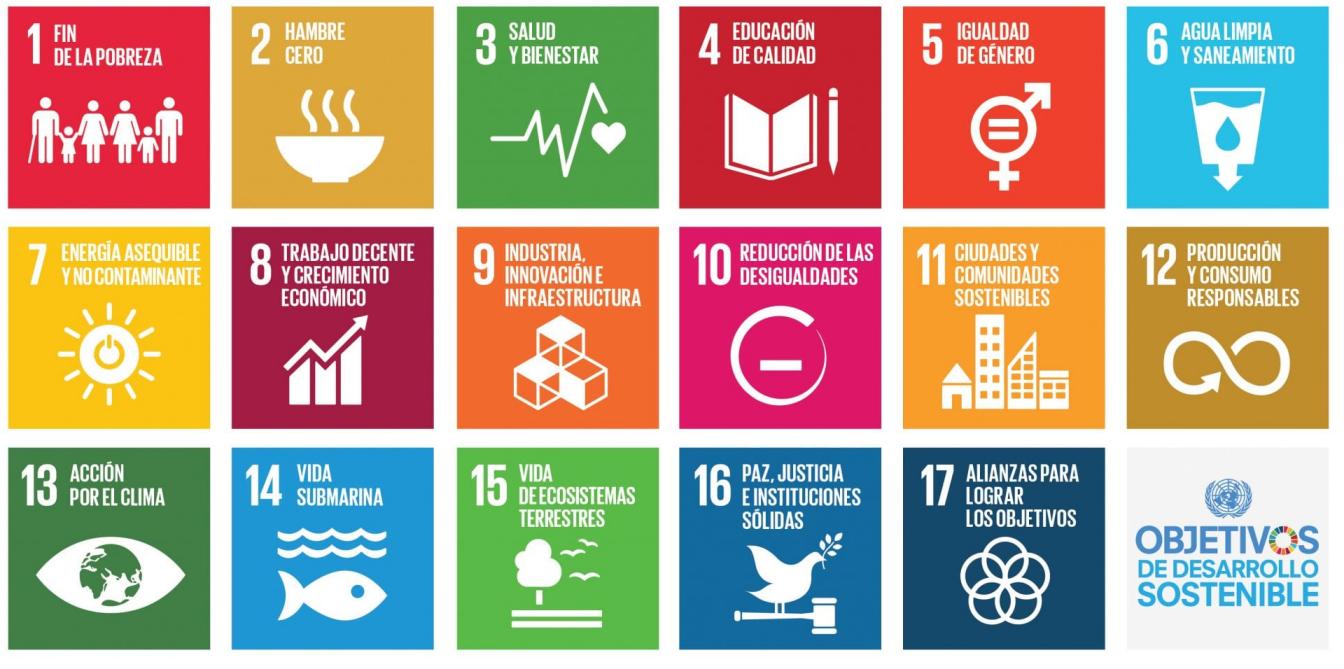 1 FIN
DE LA POBREZA
2 HAMBRE
CERO
3 SALUD
Y BIENESTAR
4 EDUCACIÓN
DE CALIDAD
5 IGUALDAD
DE GÉNERO
6 AGUA LIMPIA
Y SANEAMIENTO
7 ENERGÍA ASEQUIBLE
Y NO CONTAMINANTE
8 TRABAJO DECENTE
Y CRECIMIENTO
ECONÓMICO
9 INDUSTRIA,
INNOVACIÓN E
INFRAESTRUCTURA
10 REDUCCIÓN DE LAS
DESIGUALDADES
11 CIUDADES Y
COMUNIDADES
SOSTENIBLES
12 PRODUCCIÓN
Y CONSUMO
RESPONSABLES
13 ACCIÓN
POR EL CLIMA
14 VIDA
SUBMARINA
15 VIDA
DE ECOSISTEMAS
TERRESTRES
16 PAZ, JUSTICIA
E INSTITUCIONES
SÓLIDAS
17 ALIANZAS PARA
LOGRAR
LOS OBJETIVOS
OBJETIVOS
DE DESARROLLO
SOSTENIBLE